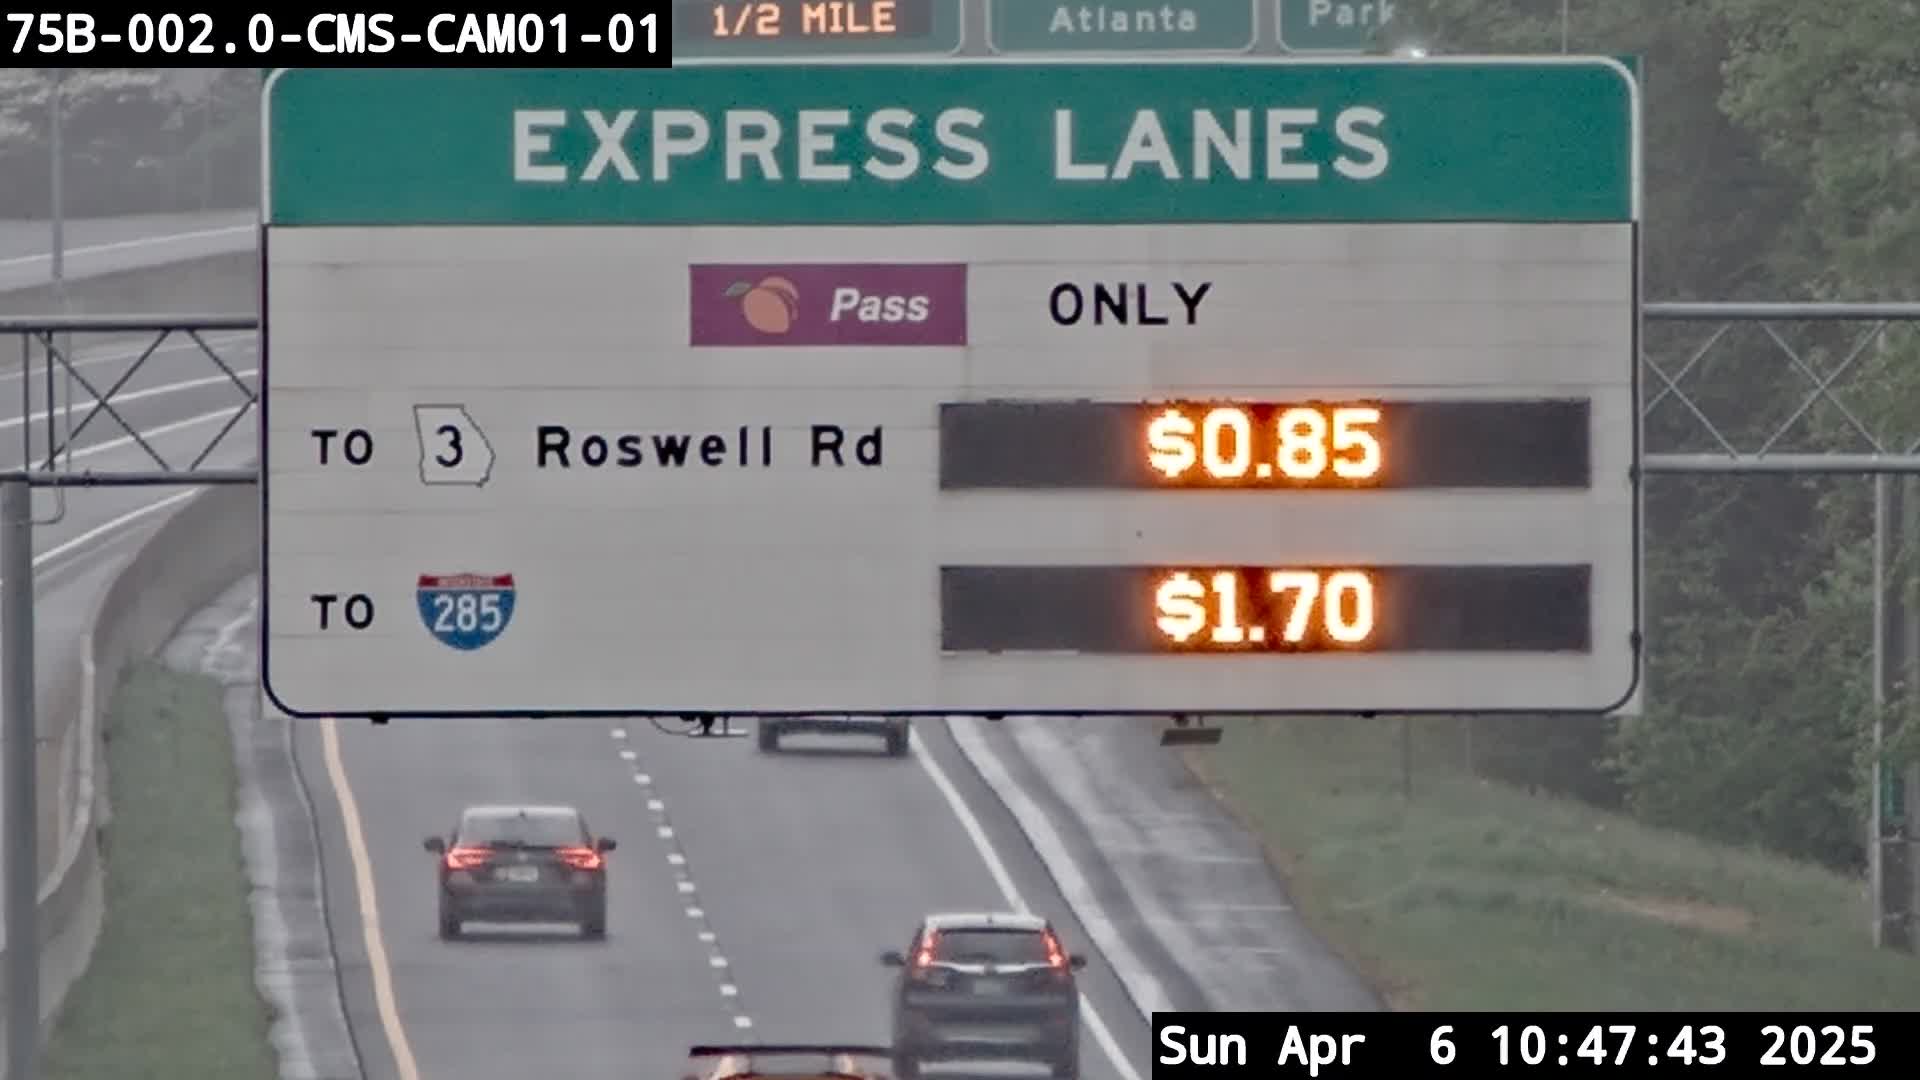 75B-002.0-CMS-CAM01-01
1/2 MILE
Atlanta
Park
EXPRESS LANES
Pass ONLY
TO 3 Roswell Rd $0.85
TO INTERSTATE 285 $1.70
Sun Apr 6 10:47:43 2025